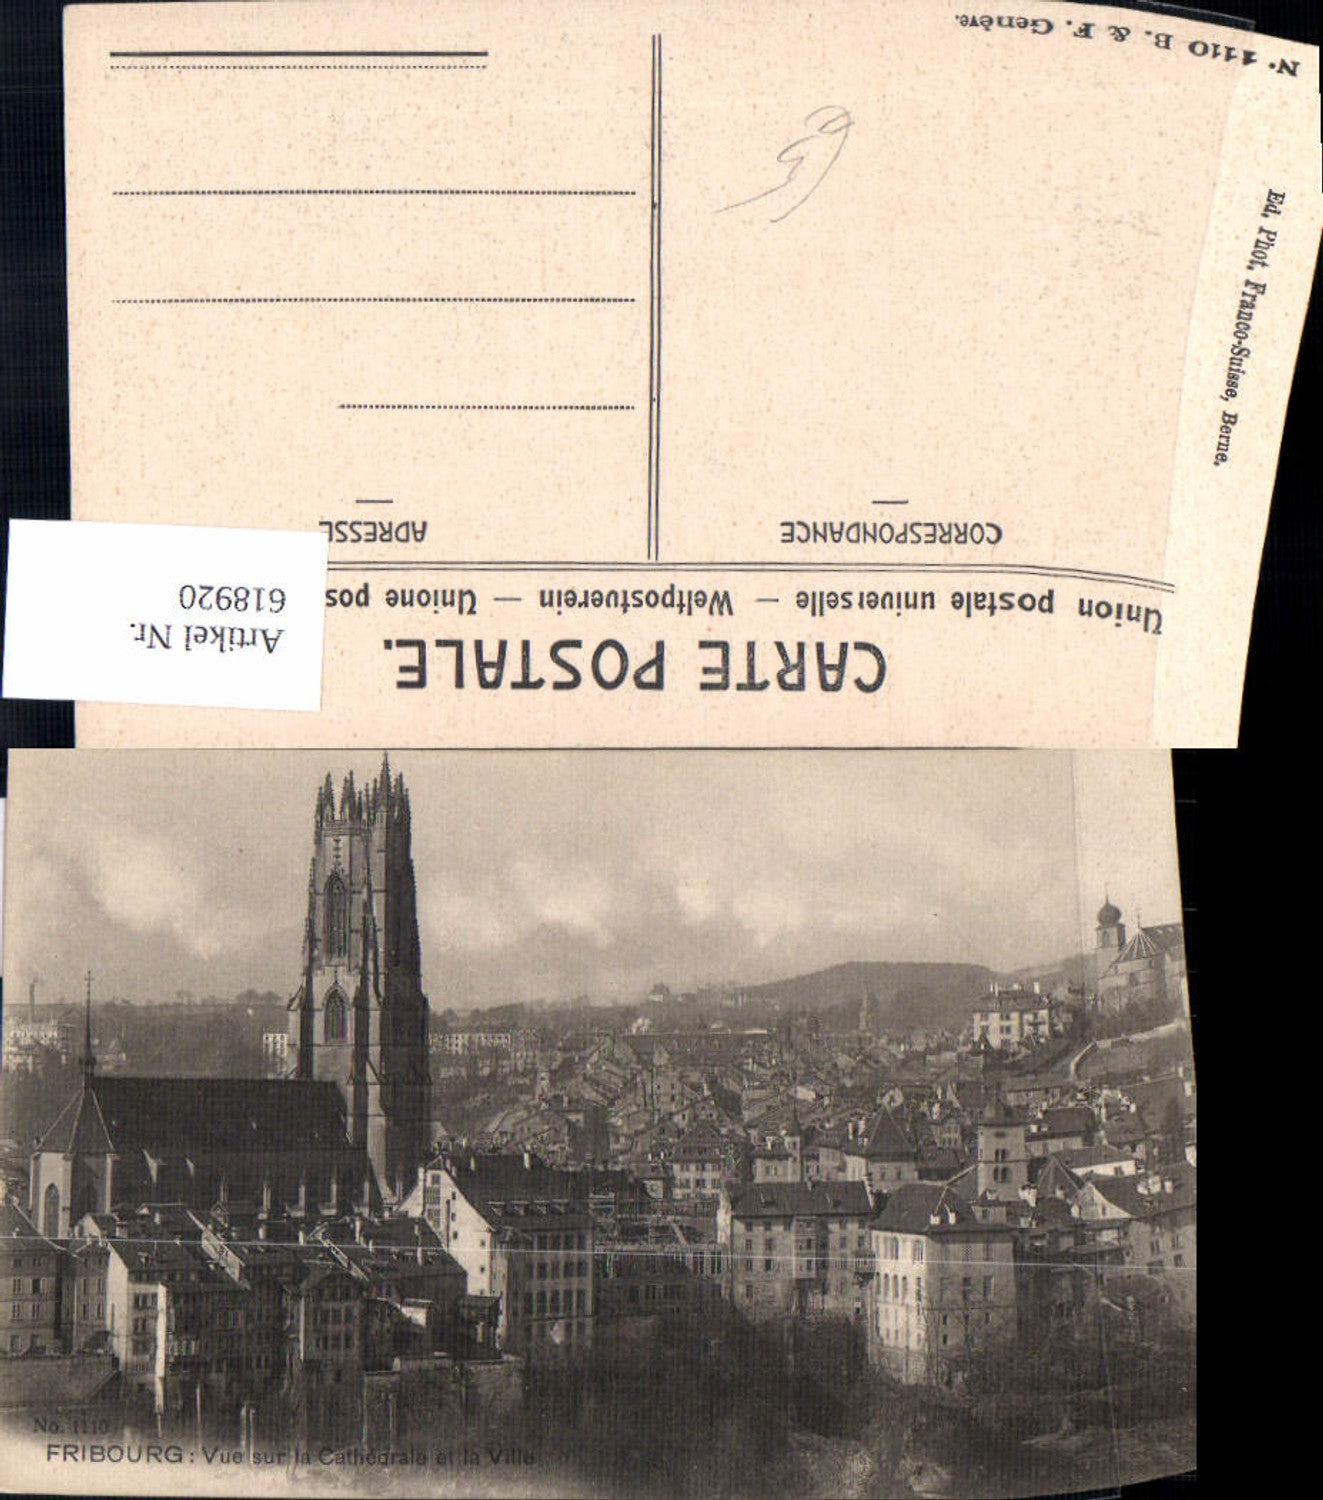 CARTE POSTALE.
Union postale universelle — Weltpostverein — Unione pos
CORRESPONDANCE
ADRESSE
Artikel Nr.
618920
Nº 1110 B. & F. Genève.
Ed. Phot. Franco-Suisse, Berne.
No. 1110
FRIBOURG: Vue sur la Cathédrale et la Ville